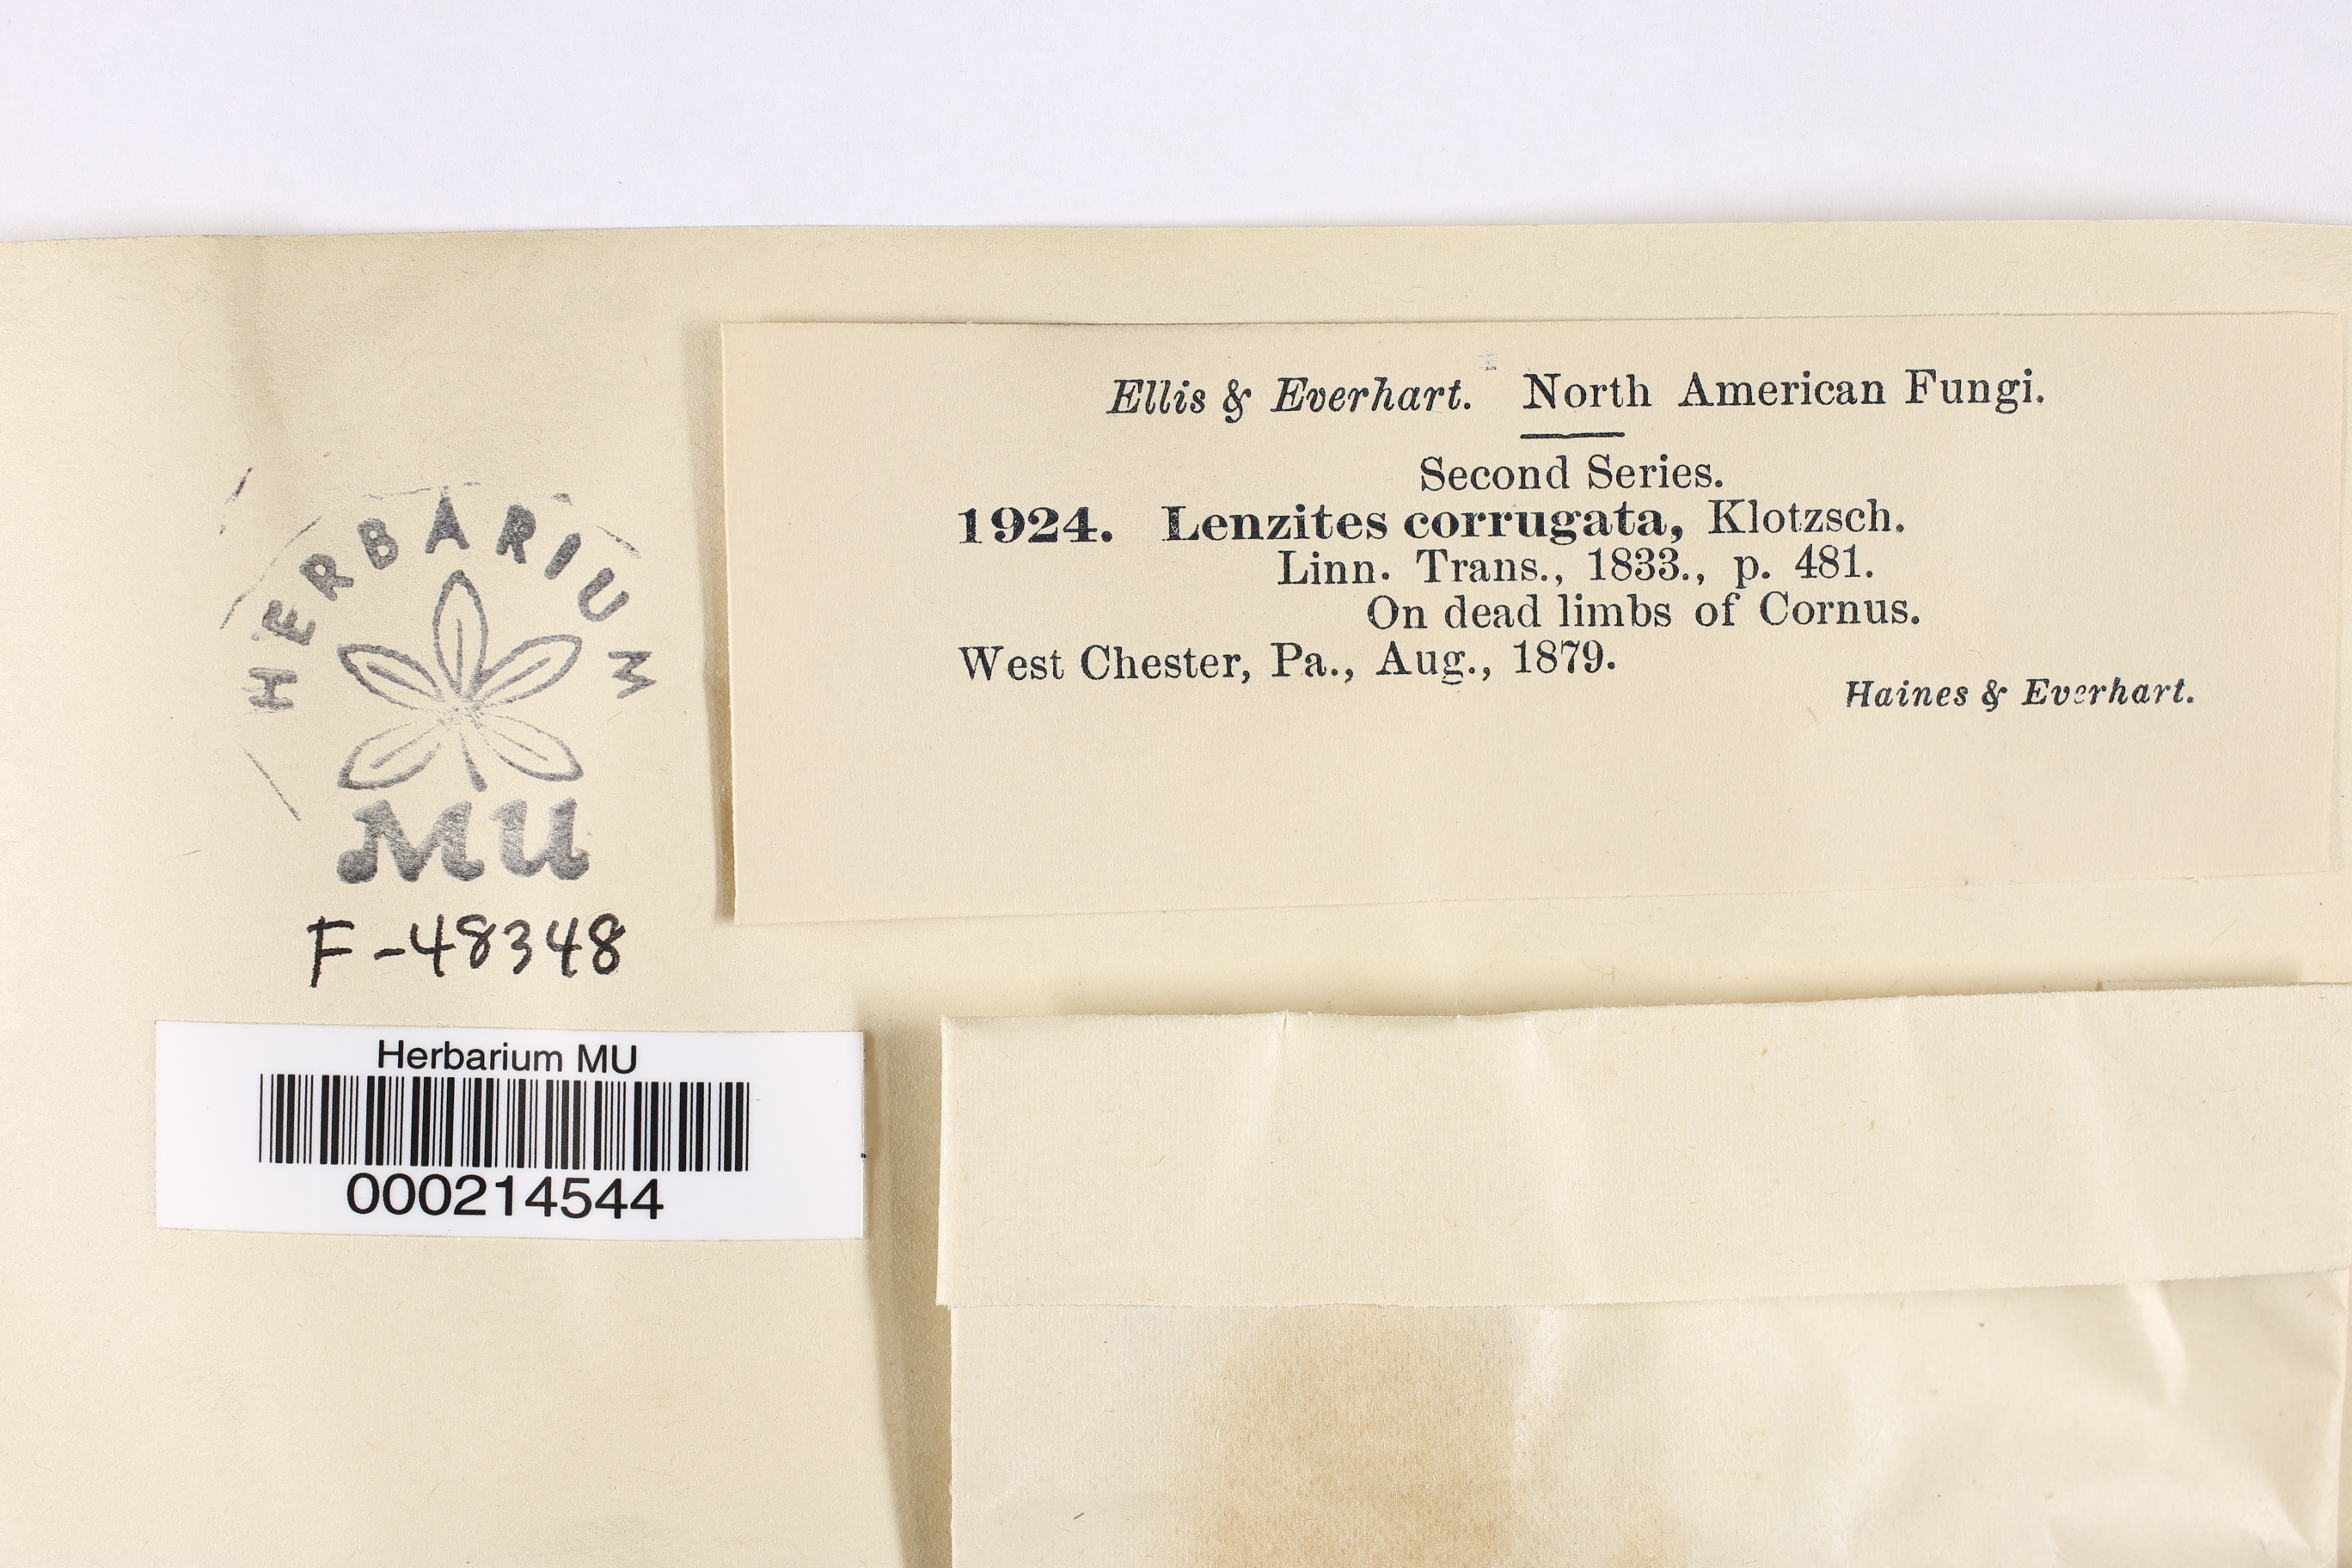 Ellis & Everhart. North American Fungi.
Second Series.
1924. Lenzites corrugata, Klotzsch.
Linn. Trans., 1833., p. 481.
On dead limbs of Cornus.
West Chester, Pa., Aug., 1879.
Haines & Everhart.
HERBARIUM
MU
F-48348
Herbarium MU
000214544